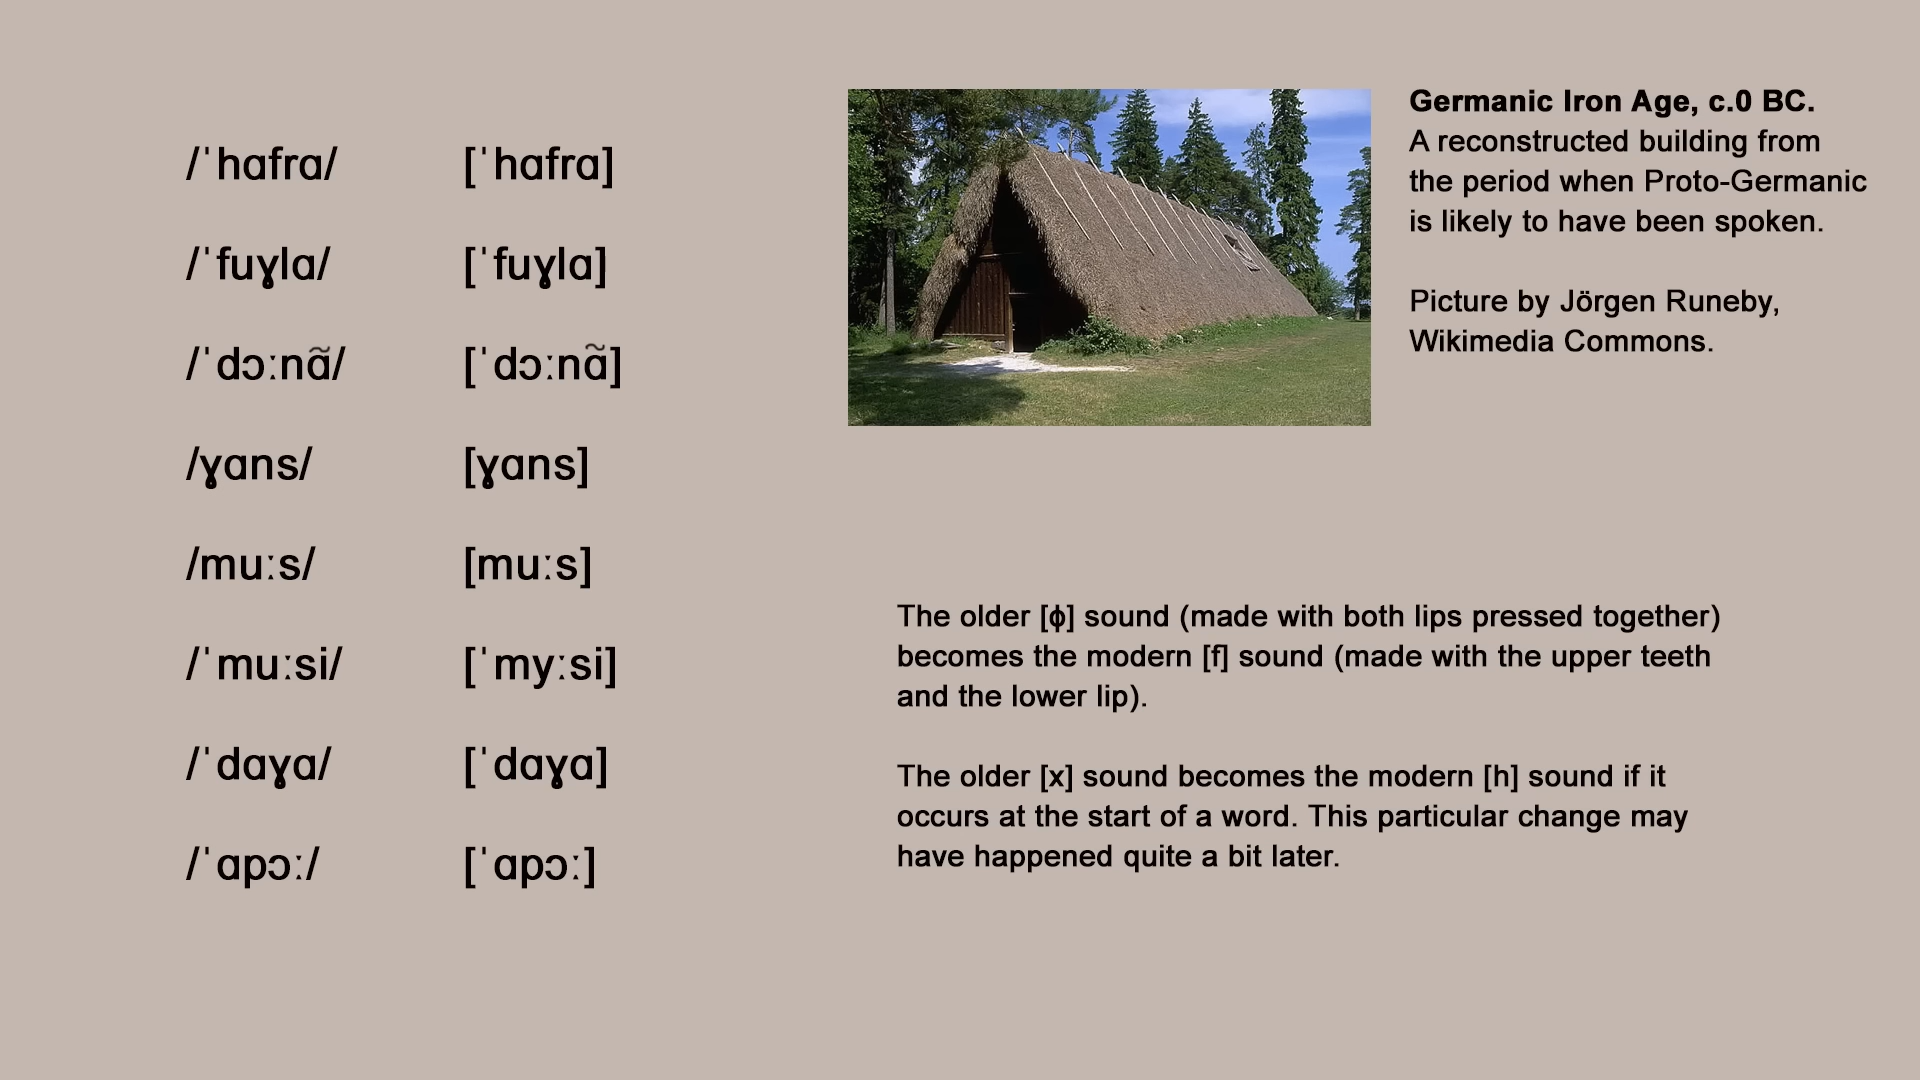 /ˈhɑfrɑ/ [ˈhɑfrɑ]
/ˈfuɣlɑ/ [ˈfuɣlɑ]
/ˈdɔːnɑ̃/ [ˈdɔːnɑ̃]
/ɣɑns/ [ɣɑns]
/muːs/ [muːs]
/ˈmuːsi/ [ˈmyːsi]
/ˈdɑɣɑ/ [ˈdɑɣɑ]
/ˈɑpɔː/ [ˈɑpɔː]
Germanic Iron Age, c.0 BC.
A reconstructed building from
the period when Proto-Germanic
is likely to have been spoken.
Picture by Jörgen Runeby,
Wikimedia Commons.
The older [ɸ] sound (made with both lips pressed together)
becomes the modern [f] sound (made with the upper teeth
and the lower lip).
The older [x] sound becomes the modern [h] sound if it
occurs at the start of a word. This particular change may
have happened quite a bit later.